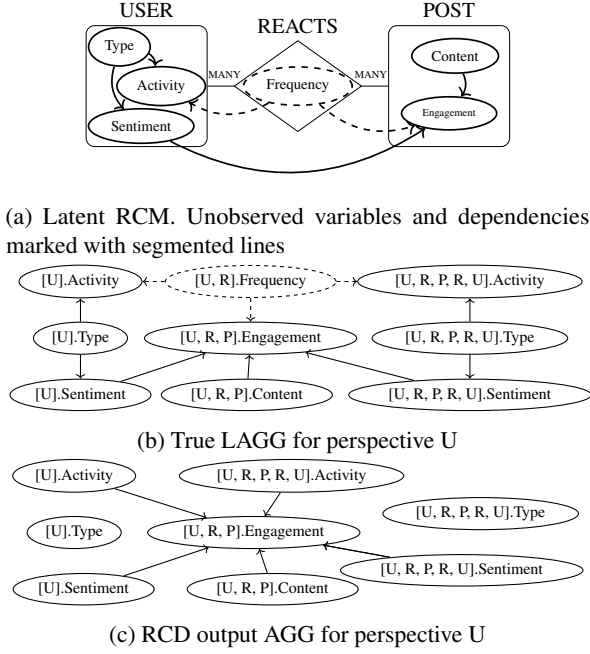 USER
REACTS
POST
Type
Activity
Sentiment
MANY
Frequency
MANY
Content
Engagement
(a) Latent RCM. Unobserved variables and dependencies
marked with segmented lines
[U].Activity
[U, R].Frequency
[U, R, P, R, U].Activity
[U].Type
[U, R, P].Engagement
[U, R, P, R, U].Type
[U].Sentiment
[U, R, P].Content
[U, R, P, R, U].Sentiment
(b) True LAGG for perspective U
[U].Activity
[U, R, P, R, U].Activity
[U, R, P, R, U].Type
[U].Type
[U, R, P].Engagement
[U, R, P, R, U].Sentiment
[U].Sentiment
[U, R, P].Content
(c) RCD output AGG for perspective U